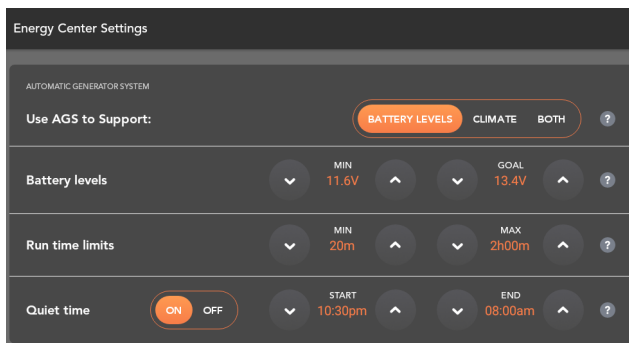 Energy Center Settings
AUTOMATIC GENERATOR SYSTEM
Use AGS to Support: BATTERY LEVELS CLIMATE BOTH ?
MIN GOAL
Battery levels 11.6V 13.4V ?
MIN MAX
Run time limits 20m 2h00m ?
START END
Quiet time ON OFF 10:30pm 08:00am ?